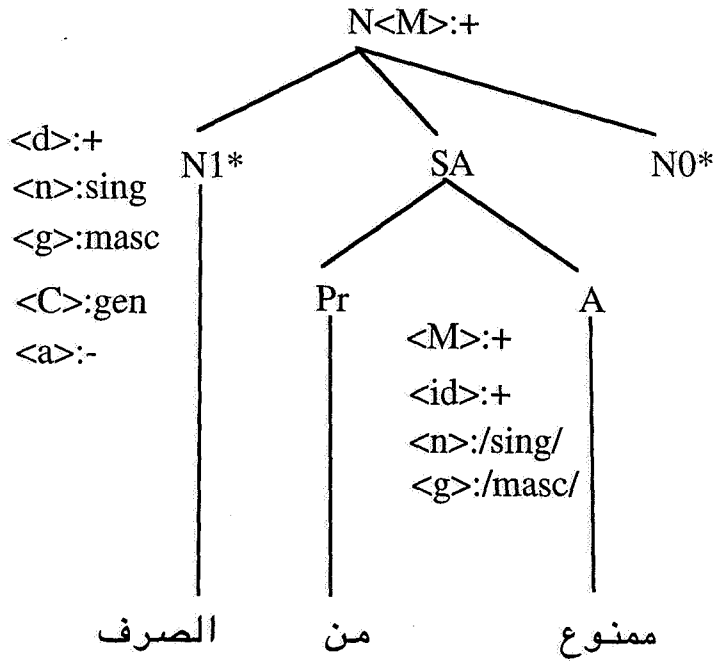 N<M>:+
<d>:+
<n>:sing
<g>:masc
<C>:gen
<a>:-
N1*
SA
N0*
Pr
A
<M>:+
<id>:+
<n>:/sing/
<g>:/masc/
ممنوع من الصرف